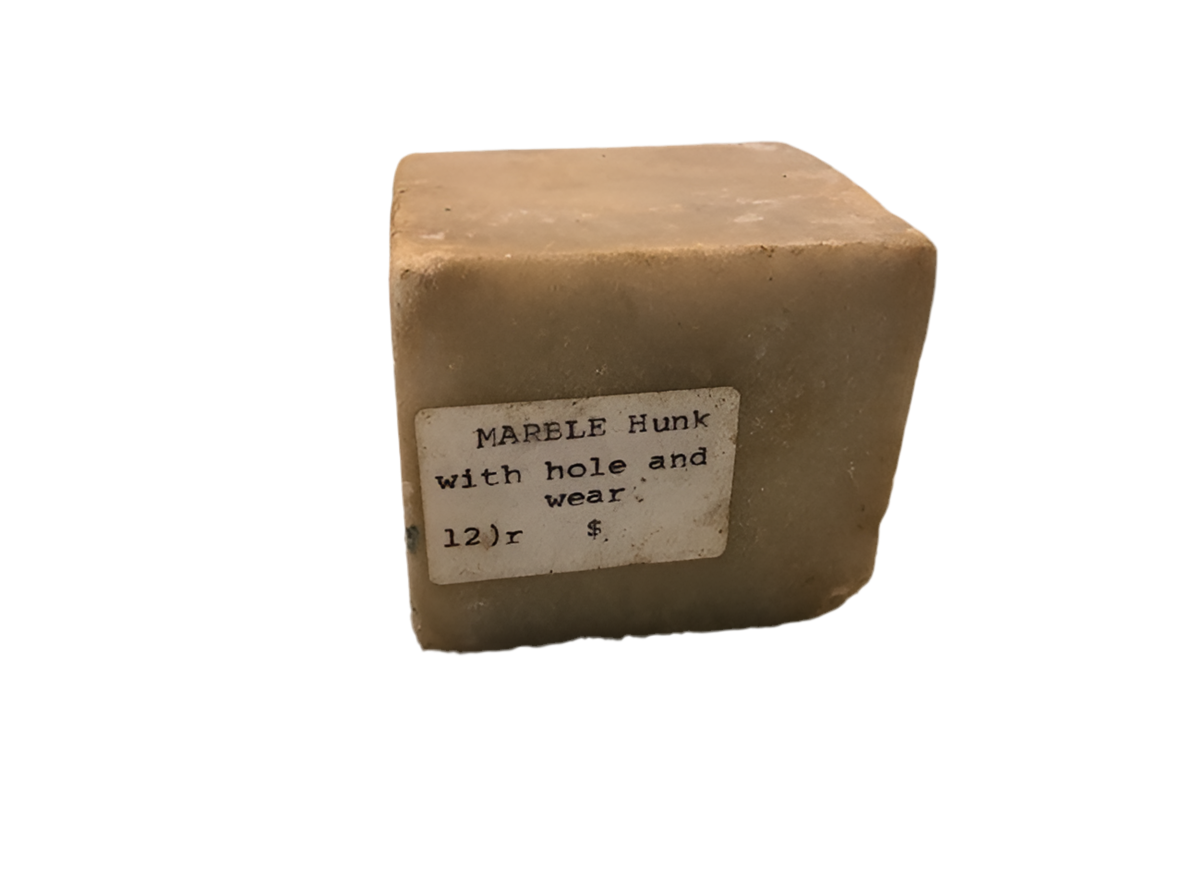 MARBLE Hunk
with hole and
wear
12)r $